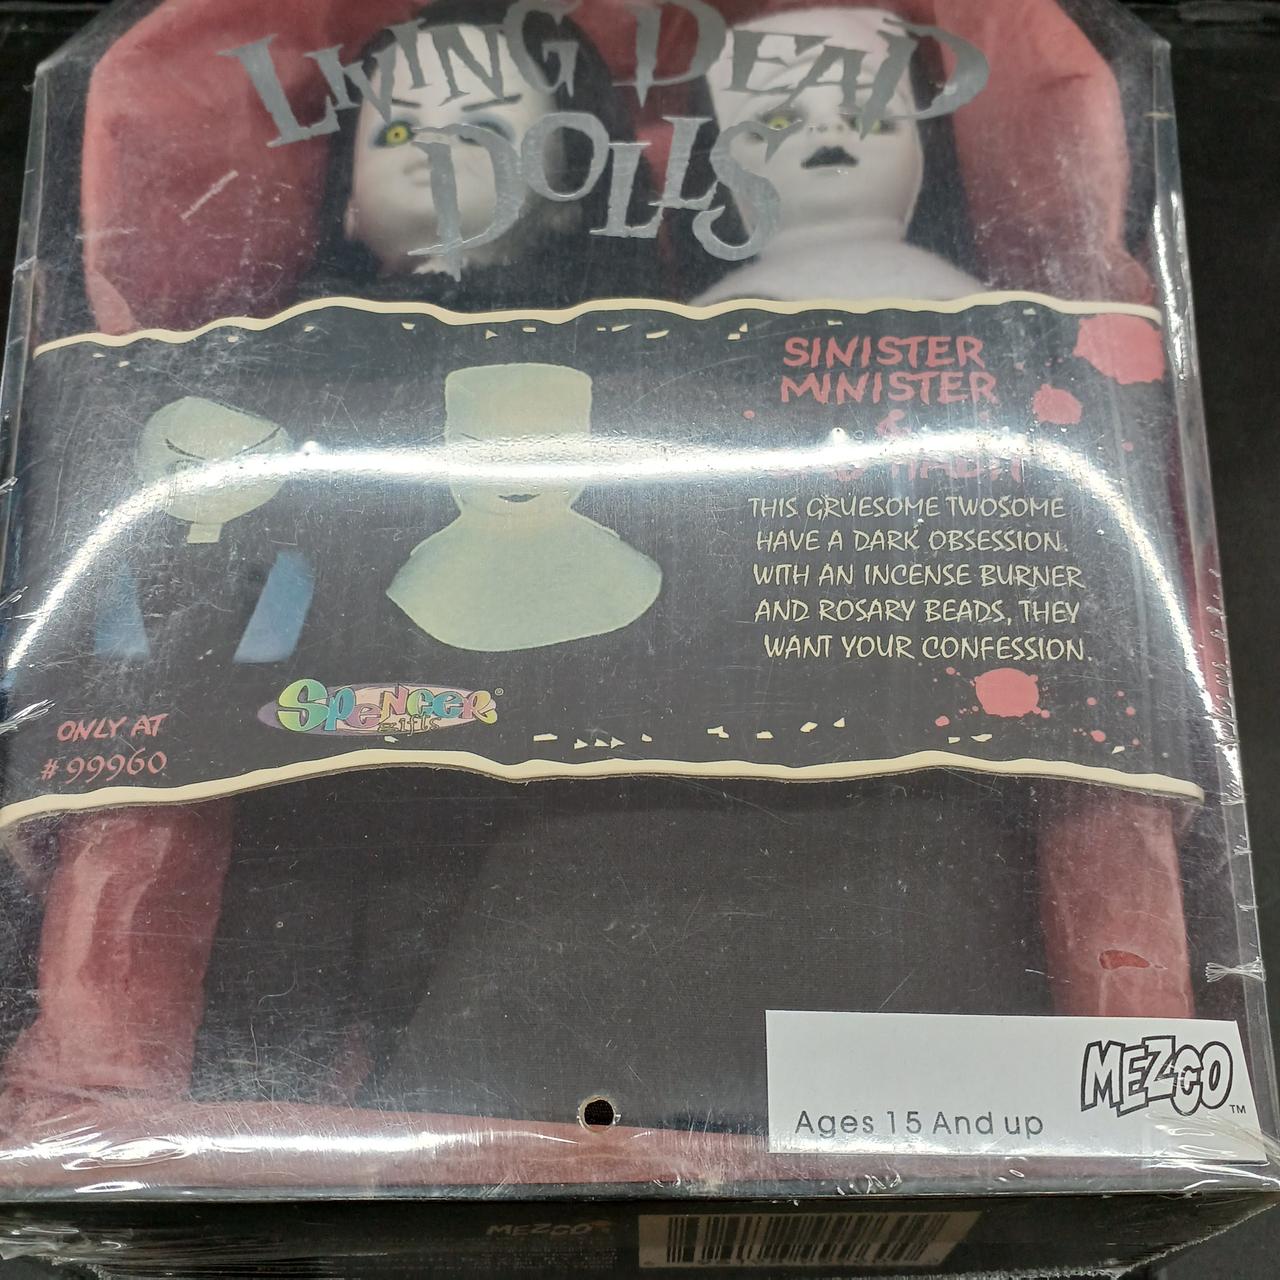 LIVING DEAD
DOLLS
SINISTER
MINISTER
&
THIS GRUESOME TWOSOME
HAVE A DARK OBSESSION.
WITH AN INCENSE BURNER
AND ROSARY BEADS, THEY
WANT YOUR CONFESSION.
SPENCER®
gifts
ONLY AT
# 99960
MEZCO™
Ages 15 And up
MEZCO